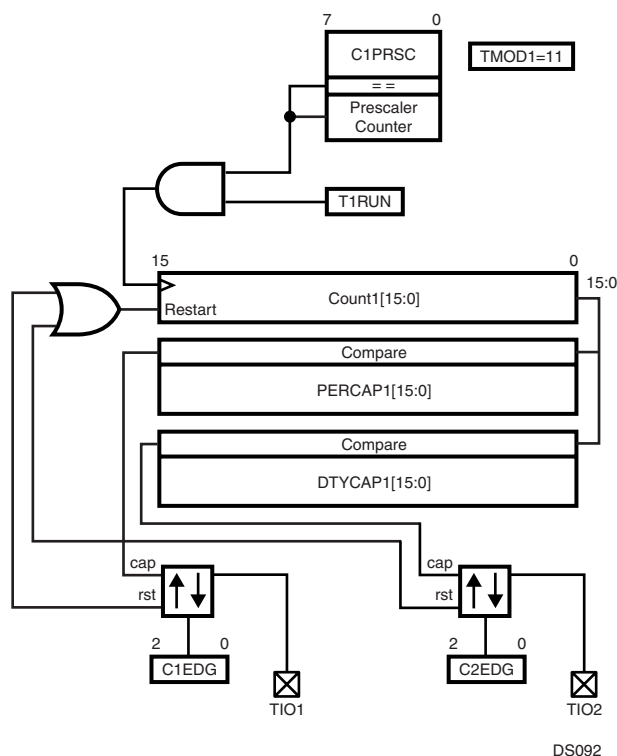 7 0
C1PRSC
TMOD1=11
= =
Prescaler
Counter
T1RUN
15 0
15:0
Count1[15:0]
Restart
Compare
PERCAP1[15:0]
Compare
DTYCAP1[15:0]
cap
rst
cap
rst
2 0
C1EDG
2 0
C2EDG
TIO1
TIO2
DS092